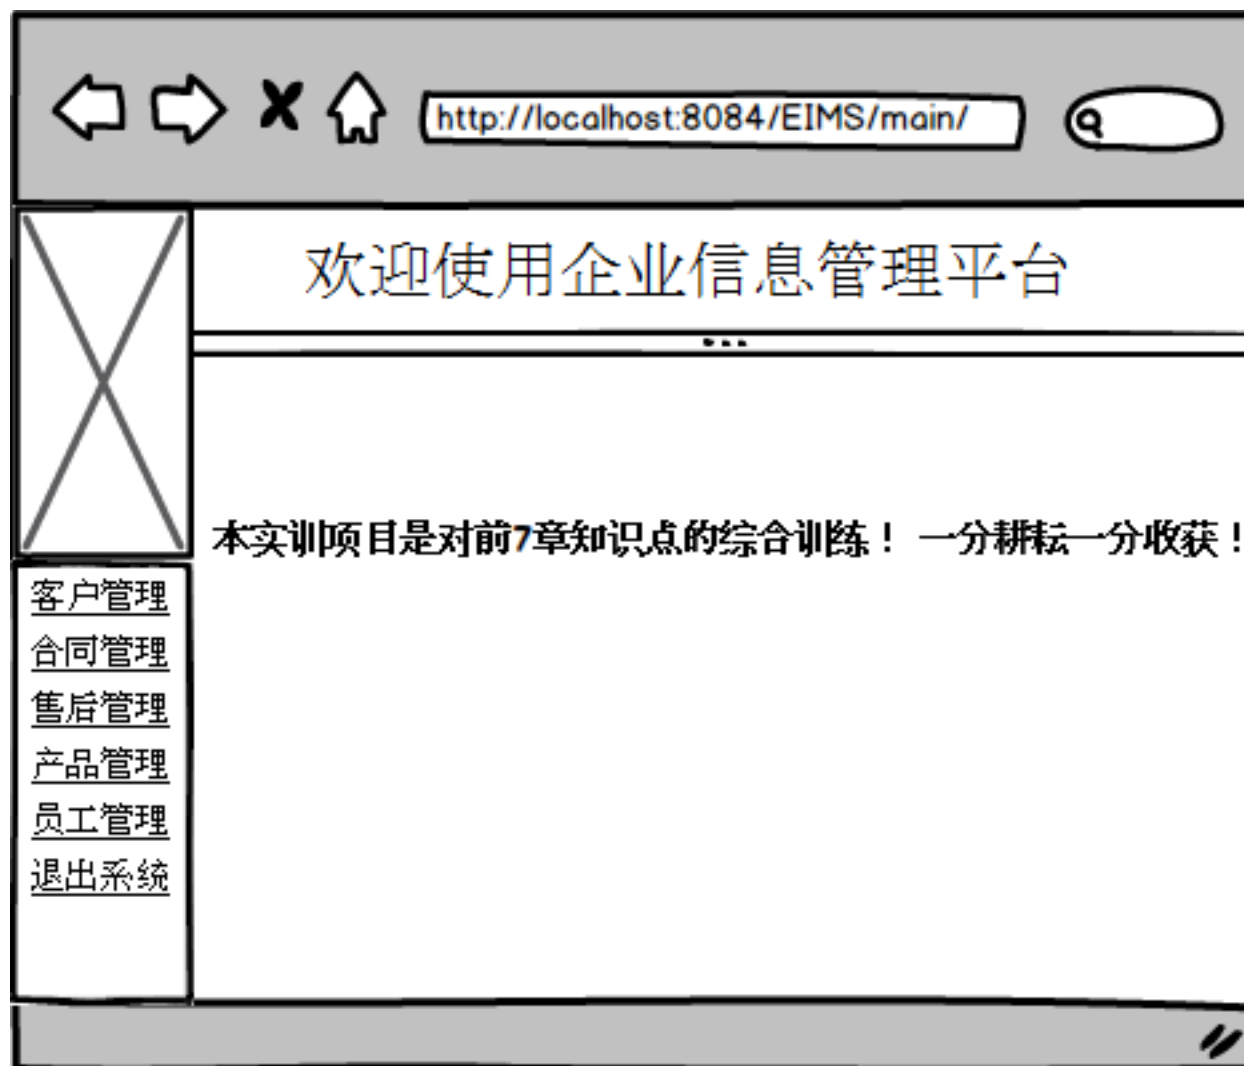 http://localhost:8084/EIMS/main/
欢迎使用企业信息管理平台
本实训项目是对前7章知识点的综合训练！ 一分耕耘一分收获！
客户管理
合同管理
售后管理
产品管理
员工管理
退出系统